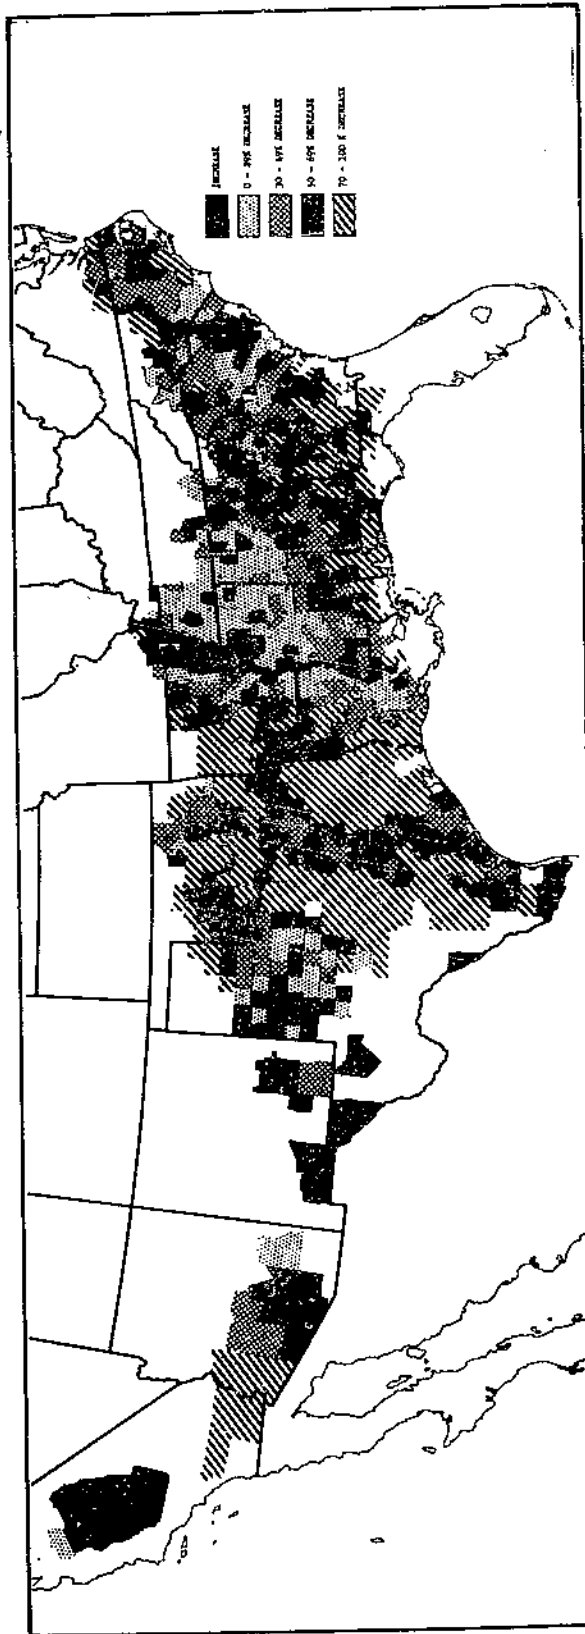 INCREASE
0 - 29% DECREASE
30 - 49% DECREASE
50 - 69% DECREASE
70 - 100 % DECREASE